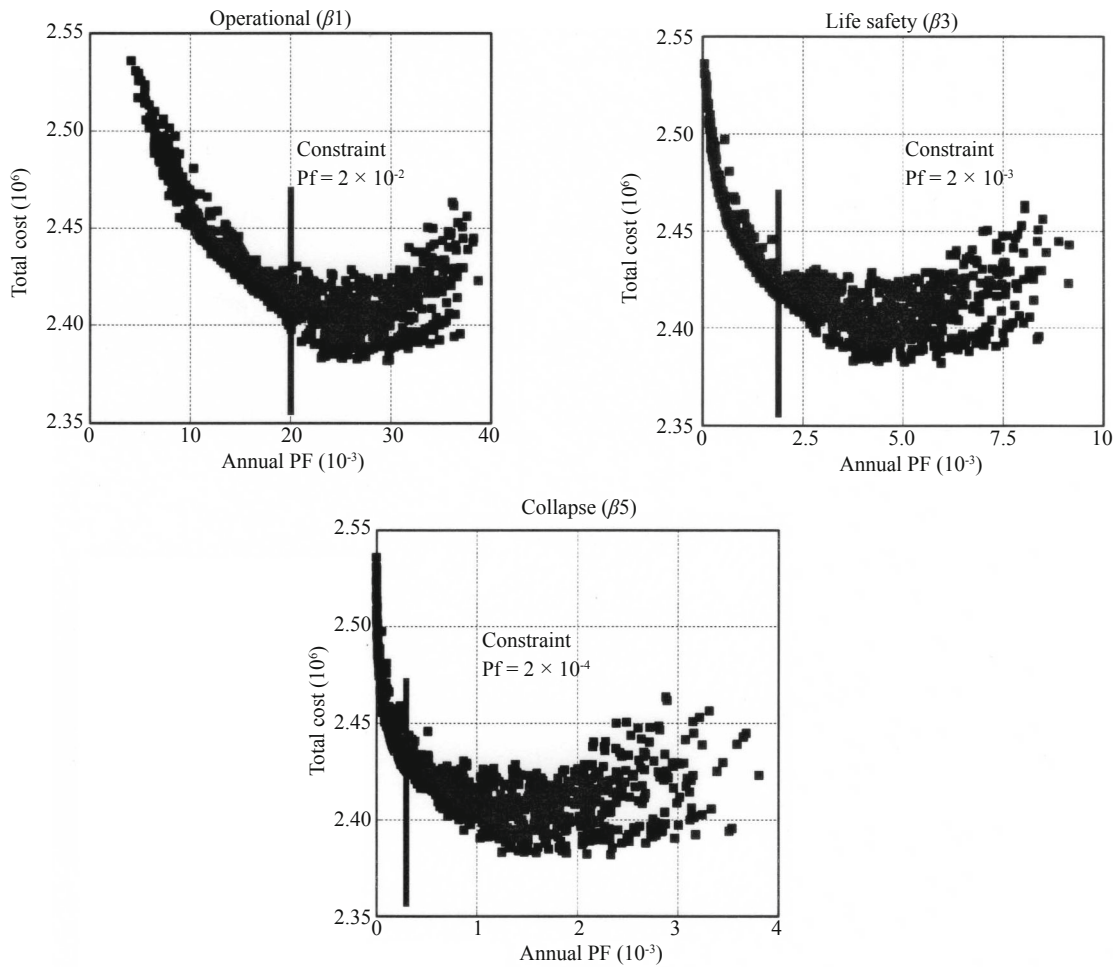 Operational (β1)
2.55
2.50
2.45
2.40
2.35
Total cost (10⁶)
Constraint
Pf = 2 × 10⁻²
0 10 20 30 40
Annual PF (10⁻³)
Life safety (β3)
2.55
2.50
2.45
2.40
2.35
Total cost (10⁶)
Constraint
Pf = 2 × 10⁻³
0 2.5 5.0 7.5 10
Annual PF (10⁻³)
Collapse (β5)
2.55
2.50
2.45
2.40
2.35
Total cost (10⁶)
Constraint
Pf = 2 × 10⁻⁴
0 1 2 3 4
Annual PF (10⁻³)